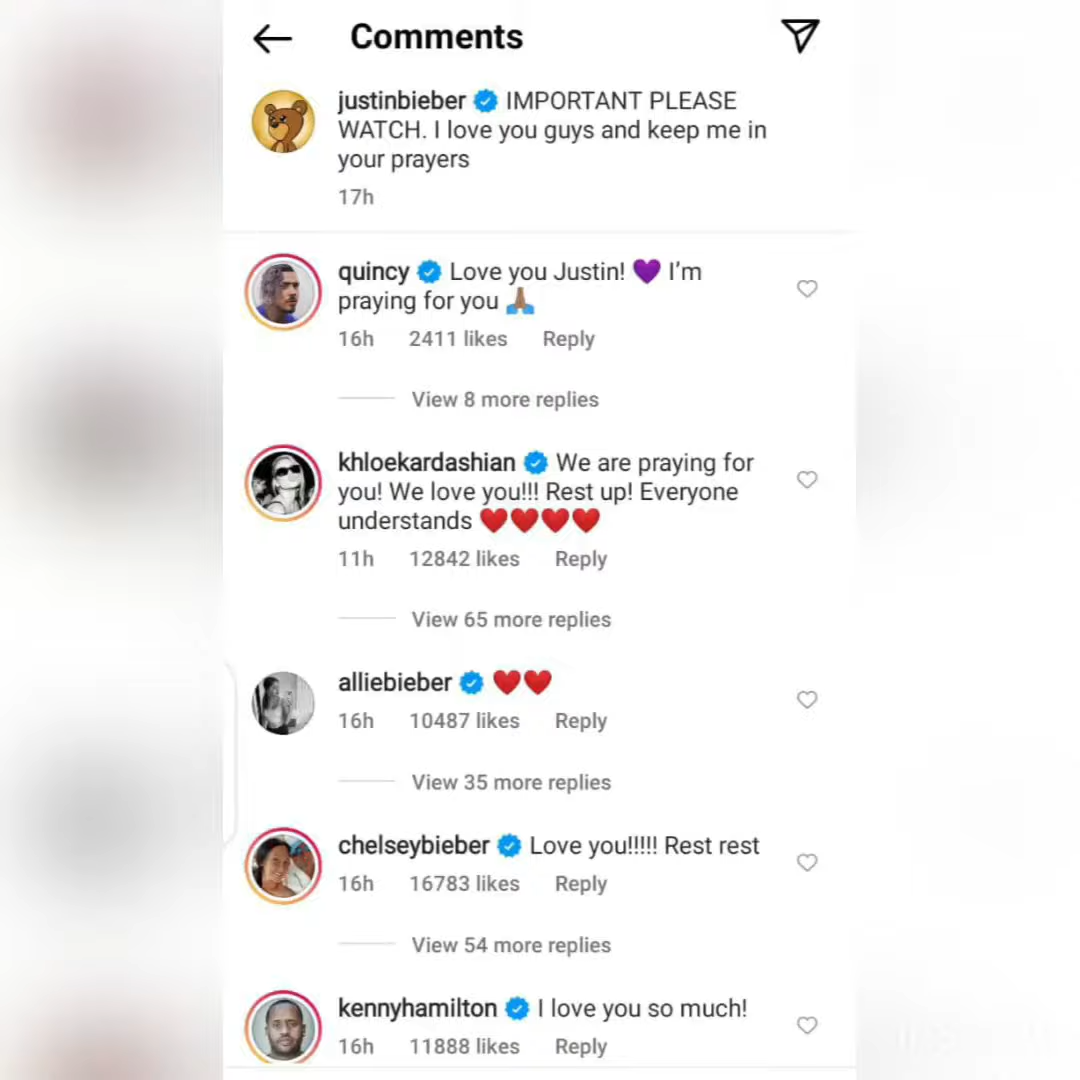 Comments
justinbieber IMPORTANT PLEASE
WATCH. I love you guys and keep me in
your prayers
17h
quincy Love you Justin! 💜 I'm
praying for you 🙏🏽
16h 2411 likes Reply
View 8 more replies
khloekardashian We are praying for
you! We love you!!! Rest up! Everyone
understands ❤️❤️❤️❤️
11h 12842 likes Reply
View 65 more replies
alliebieber ❤️❤️
16h 10487 likes Reply
View 35 more replies
chelseybieber Love you!!!!! Rest rest
16h 16783 likes Reply
View 54 more replies
kennyhamilton I love you so much!
16h 11888 likes Reply